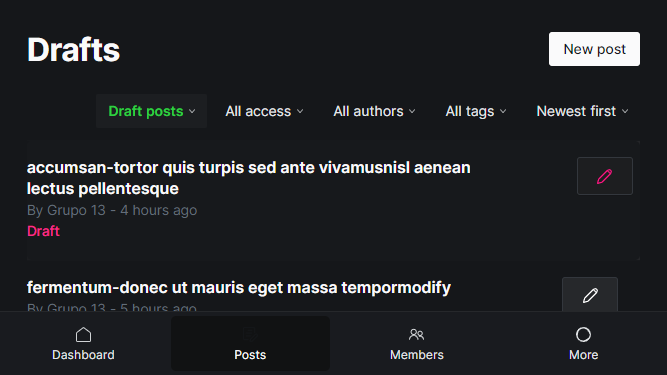 Drafts
New post
Draft posts
All access
All authors
All tags
Newest first
accumsan-tortor quis turpis sed ante vivamusnisl aenean
lectus pellentesque
By Grupo 13 - 4 hours ago
Draft
fermentum-donec ut mauris eget massa tempormodify
By Grupo 13 - 5 hours ago
Dashboard
Posts
Members
More